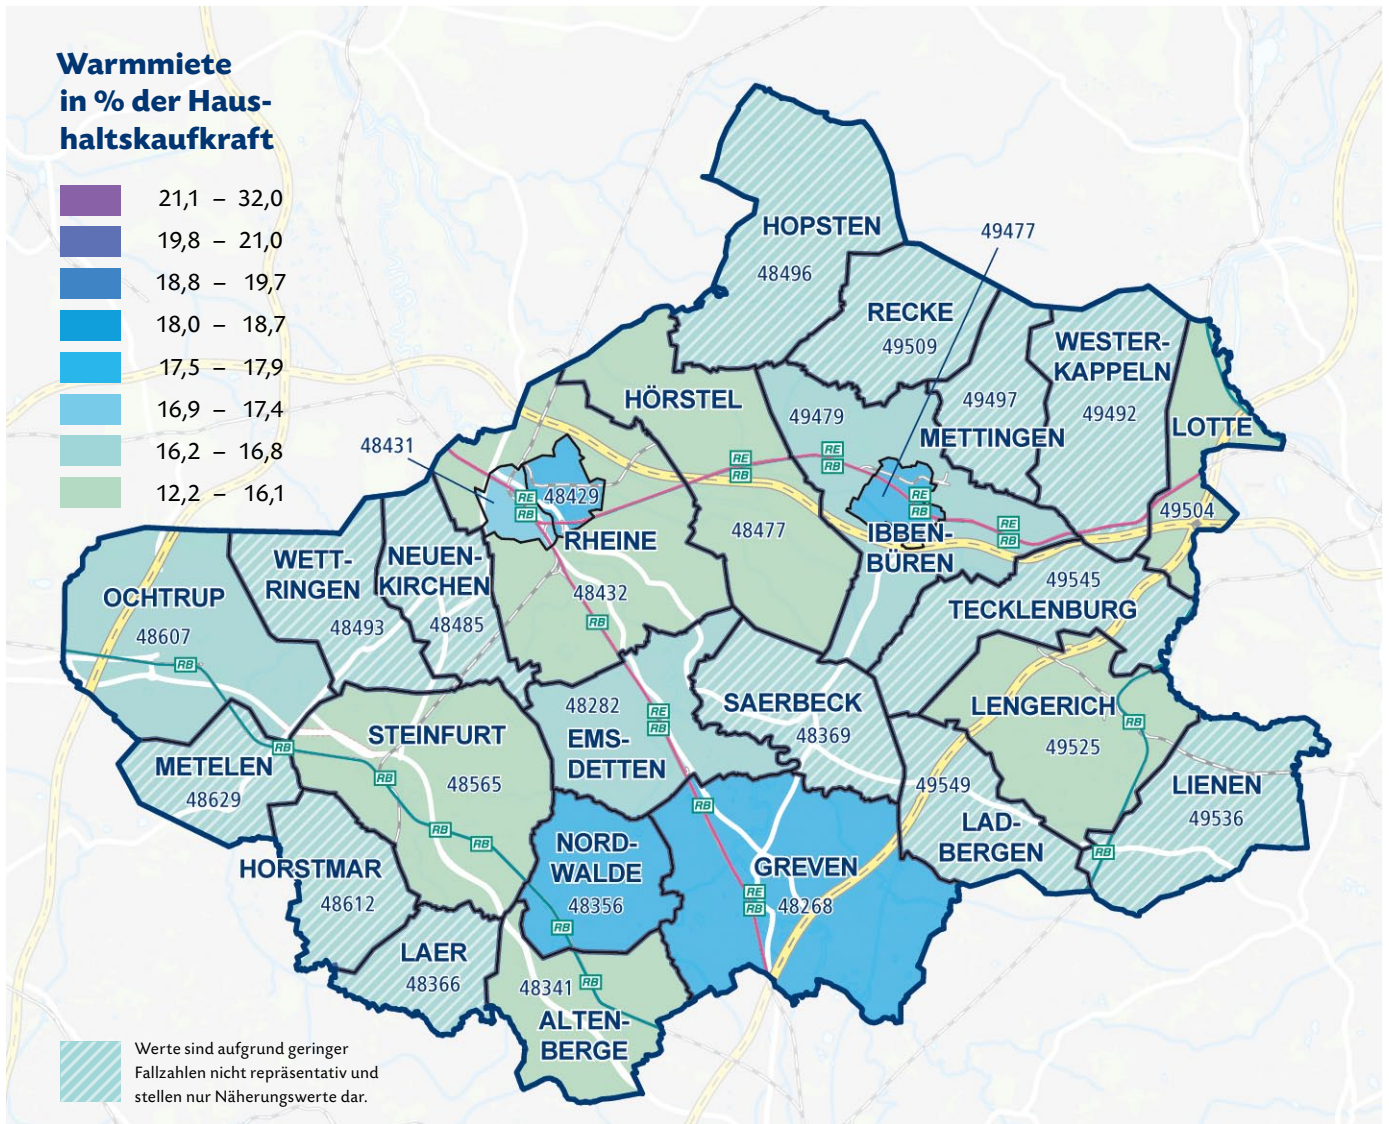 Warmmiete
in % der Haus-
haltskaufkraft
21,1 – 32,0
19,8 – 21,0
18,8 – 19,7
18,0 – 18,7
17,5 – 17,9
16,9 – 17,4
16,2 – 16,8
12,2 – 16,1
HOPSTEN
48496
49477
RECKE
49509
WESTER-
KAPPELN
49492
49497
METTINGEN
LOTTE
49504
HÖRSTEL
48477
49479
RE
RB
RE
RB
RE
RB
RE
RB
IBBEN-
BÜREN
48431
RE
RB
48429
RHEINE
48432
RB
49545
TECKLENBURG
WETT-
RINGEN
48493
NEUEN-
KIRCHEN
48485
OCHTRUP
48607
RB
LENGERICH
49525
RB
SAERBECK
48369
48282
EMS-
DETTEN
RE
RB
STEINFURT
48565
RB
RB
RB
RB
METELEN
48629
LIENEN
49536
RB
49549
LAD-
BERGEN
NORD-
WALDE
48356
RB
RB
GREVEN
48268
RE
RB
HORSTMAR
48612
LAER
48366
48341
RB
ALTEN-
BERGE
Werte sind aufgrund geringer
Fallzahlen nicht repräsentativ und
stellen nur Näherungswerte dar.